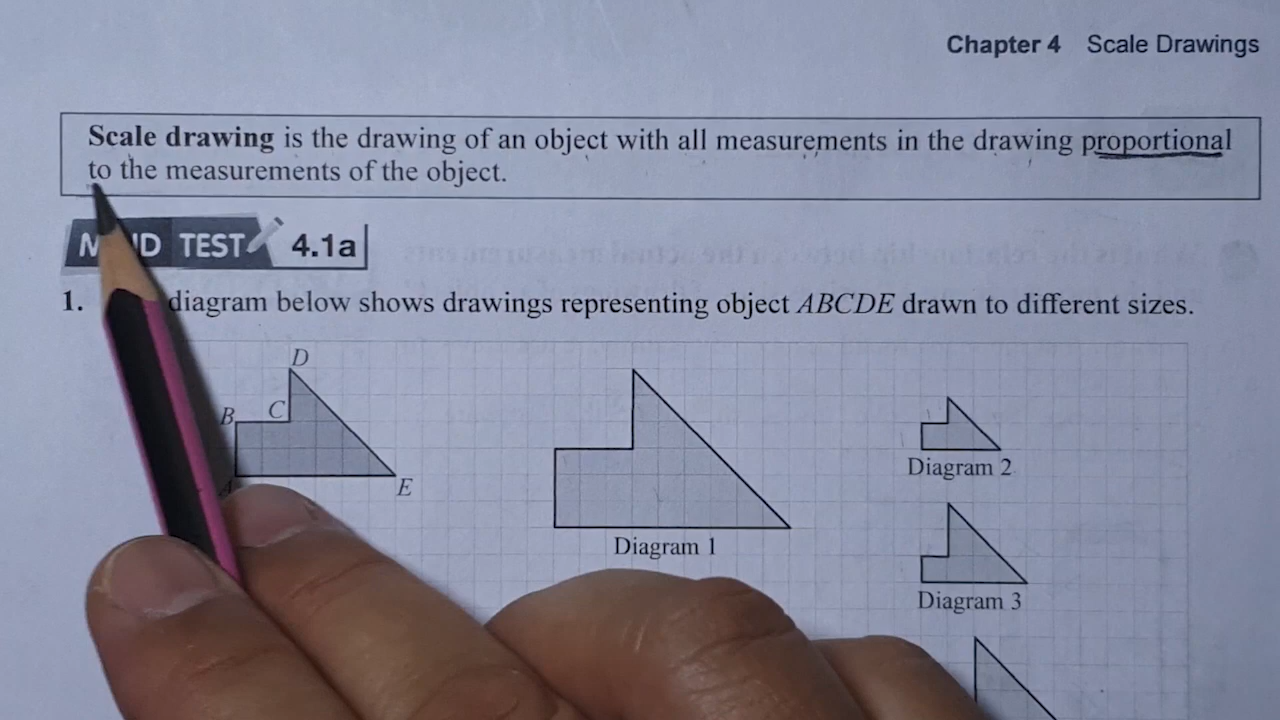 Chapter 4 Scale Drawings
Scale drawing is the drawing of an object with all measurements in the drawing proportional
to the measurements of the object.
TEST 4.1a
1. diagram below shows drawings representing object ABCDE drawn to different sizes.
D
B C
E
Diagram 1
Diagram 2
Diagram 3